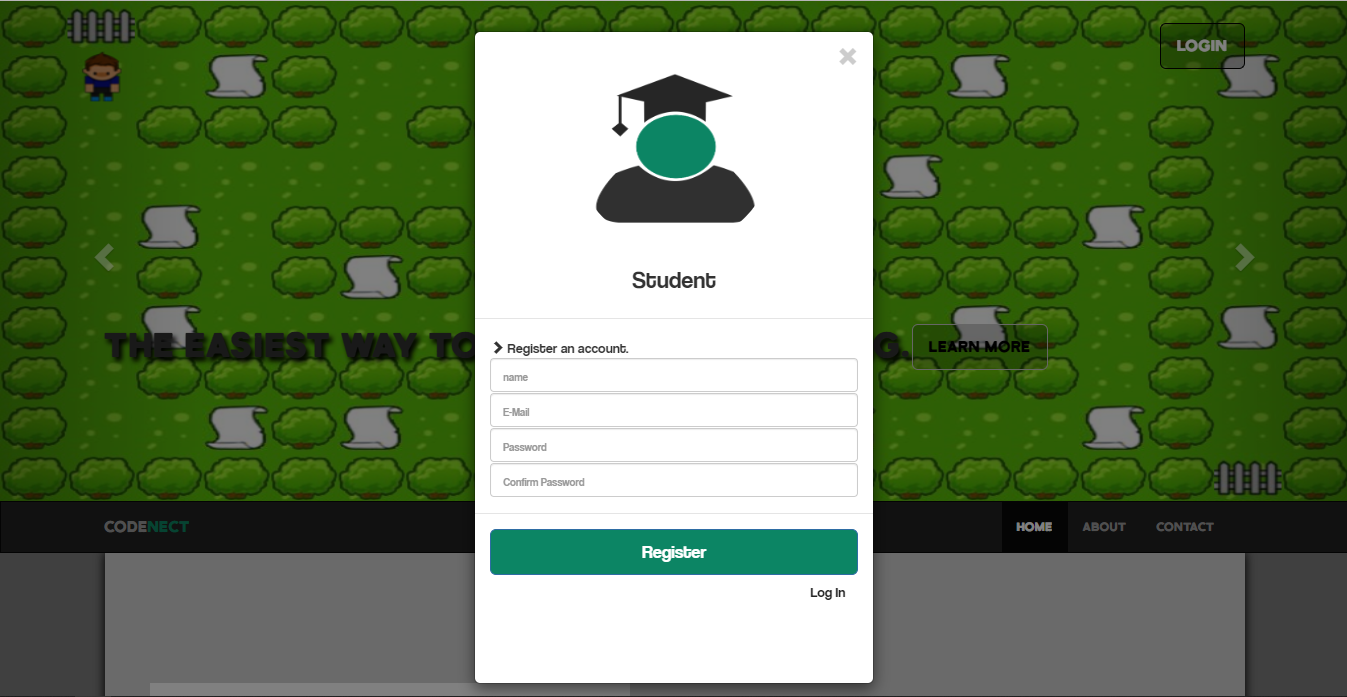 LOGIN
Student
THE EASIEST WAY TO
G.
LEARN MORE
Register an account.
name
E-Mail
Password
Confirm Password
CODENECT
HOME
ABOUT
CONTACT
Register
Log In